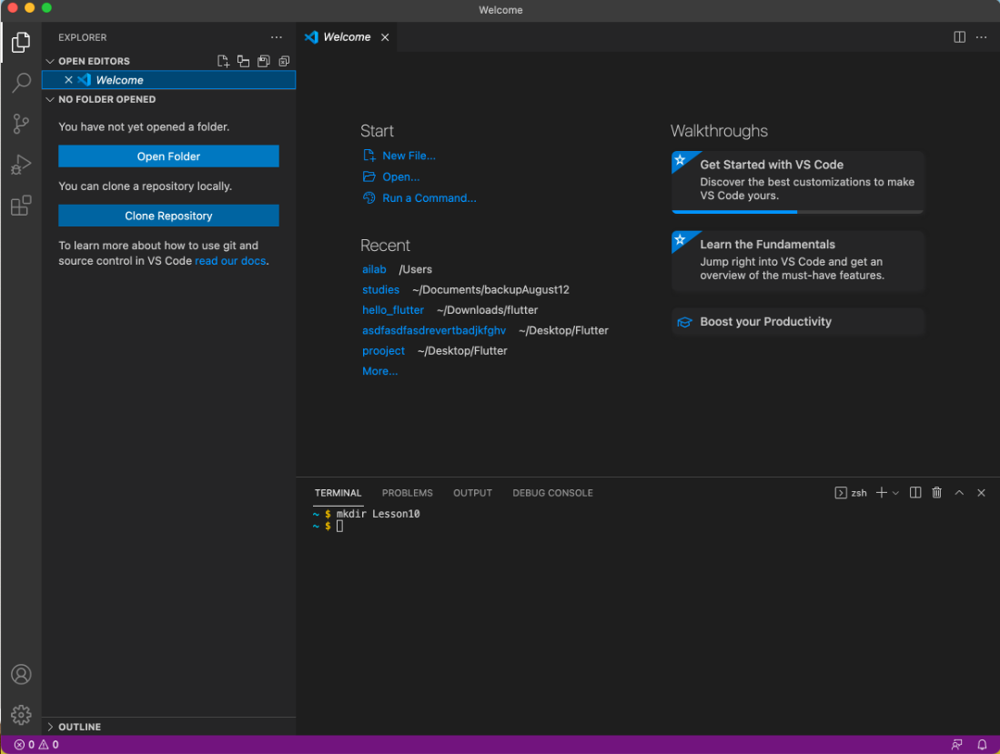 Welcome
EXPLORER
OPEN EDITORS
Welcome
NO FOLDER OPENED
You have not yet opened a folder.
Open Folder
You can clone a repository locally.
Clone Repository
To learn more about how to use git and
source control in VS Code read our docs.
OUTLINE
0 0
Welcome
Start
New File...
Open...
Run a Command...
Recent
ailab /Users
studies ~/Documents/backupAugust12
hello_flutter ~/Downloads/flutter
asdfasdfasdrevertbadjkfghv ~/Desktop/Flutter
prooject ~/Desktop/Flutter
More...
Walkthroughs
Get Started with VS Code
Discover the best customizations to make
VS Code yours.
Learn the Fundamentals
Jump right into VS Code and get an
overview of the must-have features.
Boost your Productivity
TERMINAL PROBLEMS OUTPUT DEBUG CONSOLE zsh
~ $ mkdir Lesson10
~ $